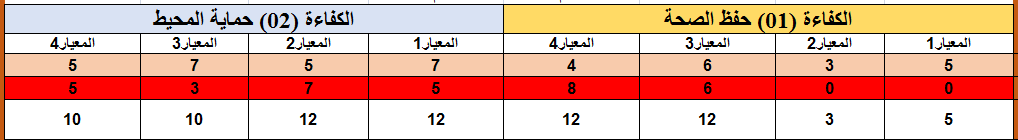 الكفاءة (01) حفظ الصحة الكفاءة (02) حماية المحيط
المعيار1 المعيار2 المعيار3 المعيار4 المعيار1 المعيار2 المعيار3 المعيار4
5 3 6 4 7 5 7 5
0 0 6 8 5 7 3 5
5 3 12 12 12 12 10 10